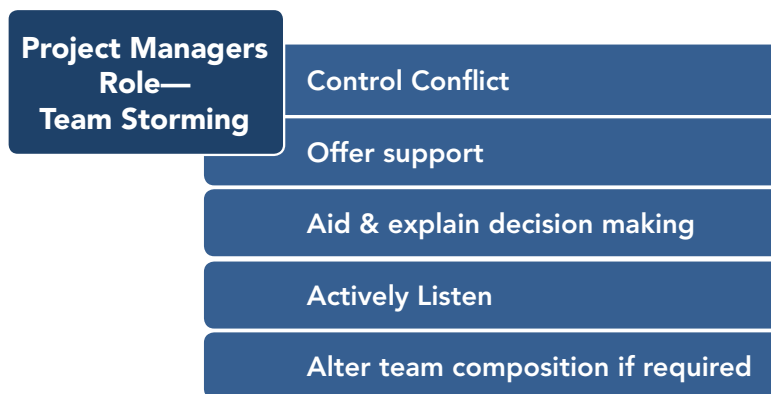 Project Managers
Role—
Team Storming
Control Conflict
Offer support
Aid & explain decision making
Actively Listen
Alter team composition if required